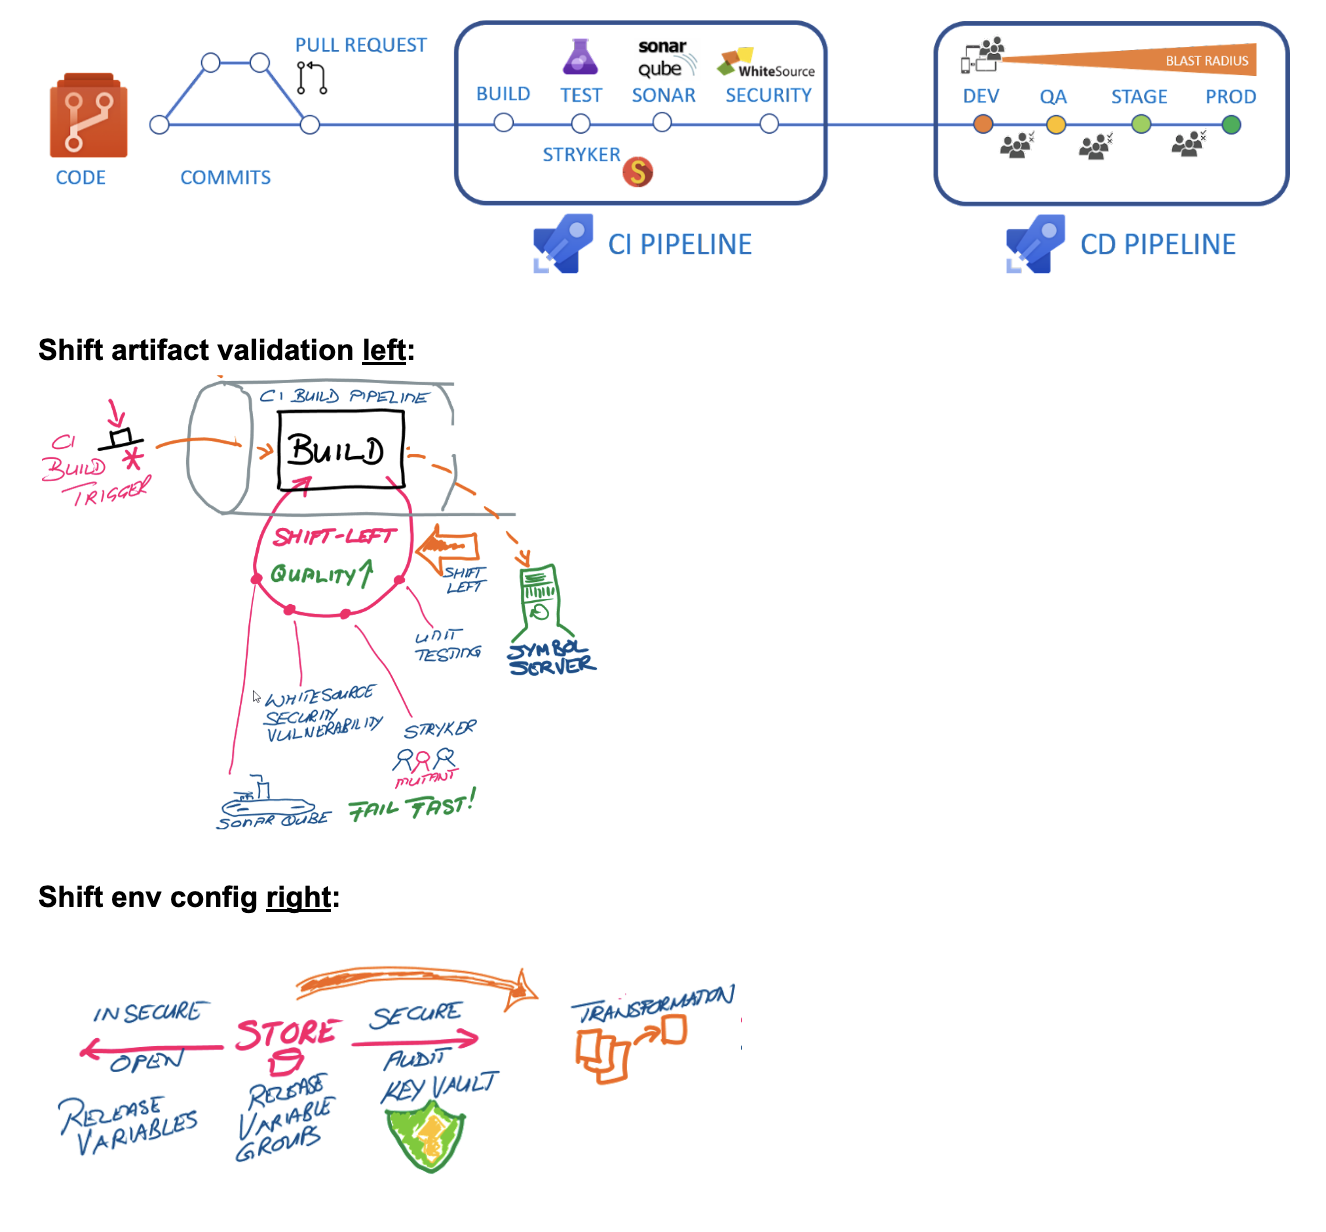 PULL REQUEST
CODE
COMMITS
sonar
qube
WhiteSource
BUILD
TEST
SONAR
SECURITY
STRYKER
S
CI PIPELINE
BLAST RADIUS
DEV
QA
STAGE
PROD
CD PIPELINE
Shift artifact validation left:
CI BUILD PIPELINE
BUILD
CI
BUILD
TRIGGER
SHIFT-LEFT
QUALITY
SHIFT
LEFT
UNIT
TESTING
SYMBOL
SERVER
WHITESOURCE
SECURITY
VULNERABILITY
STRYKER
MUTANT
FAIL FAST!
SONAR QUBE
Shift env config right:
INSECURE
OPEN
RELEASE
VARIABLES
STORE
RELEASE
VARIABLE
GROUPS
SECURE
AUDIT
KEY VAULT
TRANSFORMATION